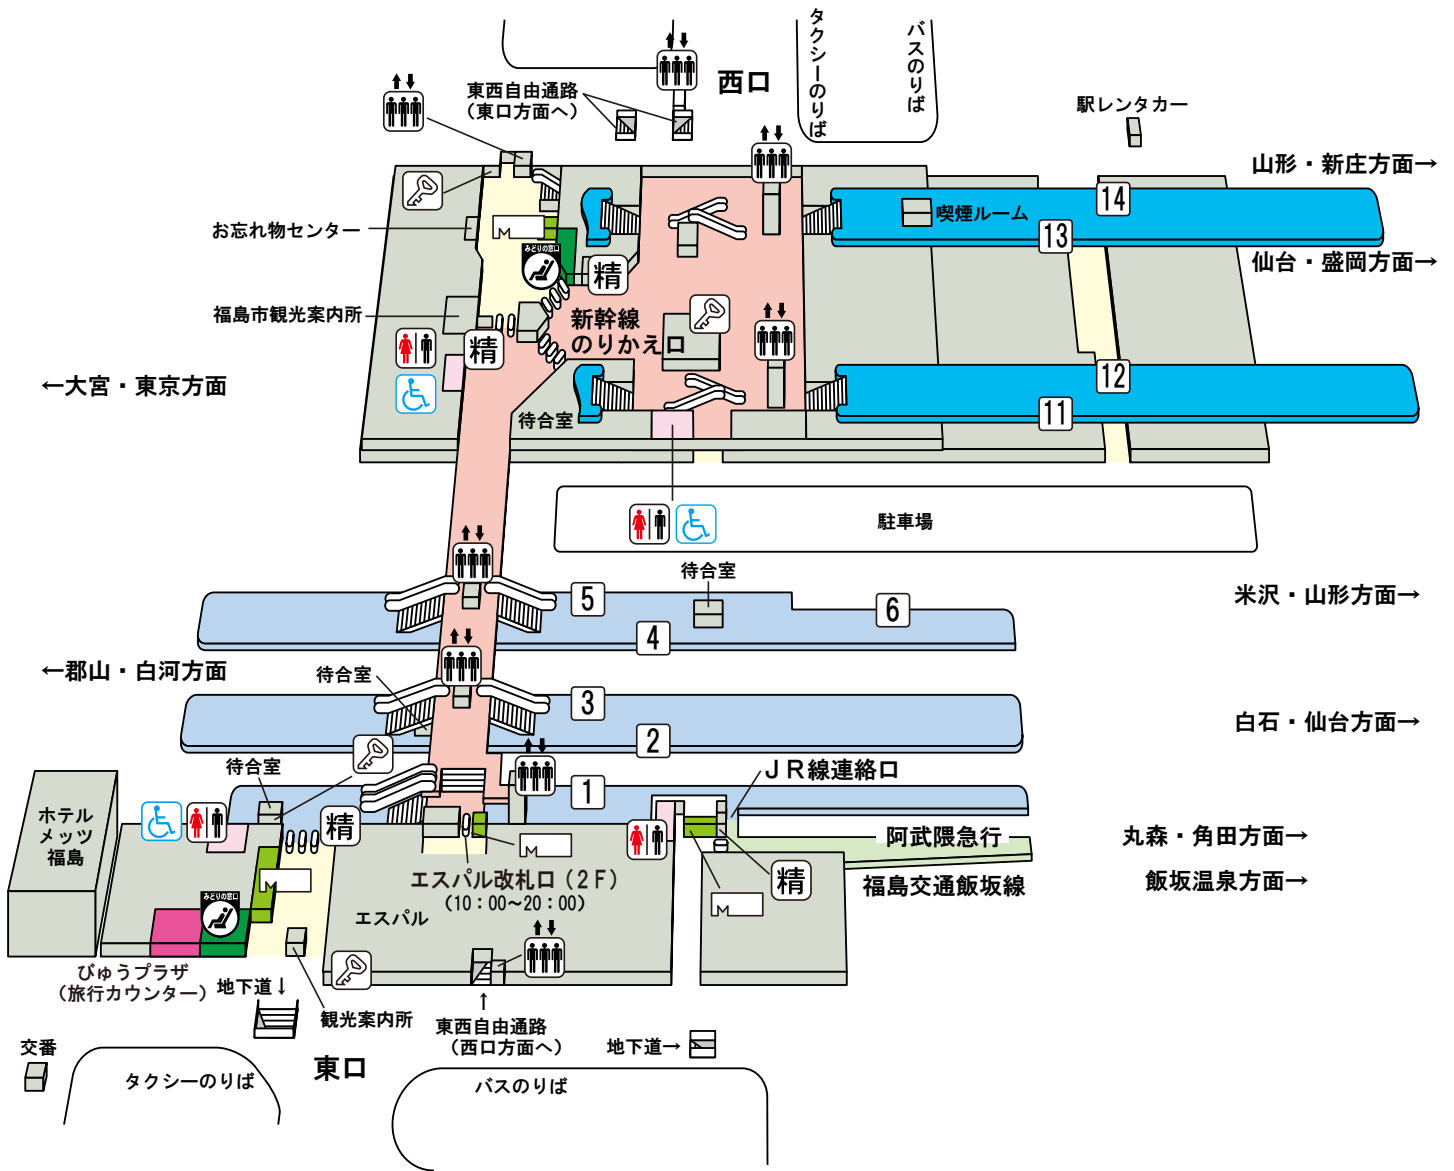 タクシーのりば
バスのりば
西口
東西自由通路
（東口方面へ）
駅レンタカー
山形・新庄方面→
14
喫煙ルーム
13
お忘れ物センター
みどりの窓口
仙台・盛岡方面→
精
福島市観光案内所
新幹線
のりかえ口
精
←大宮・東京方面
12
11
待合室
駐車場
待合室
米沢・山形方面→
5
6
4
←郡山・白河方面
待合室
3
白石・仙台方面→
2
待合室
JR線連絡口
1
ホテル
メッツ
福島
精
阿武隈急行
丸森・角田方面→
M
エスパル改札口（2F）
（10：00～20：00）
精
福島交通飯坂線
飯坂温泉方面→
M
みどりの窓口
M
エスパル
びゅうプラザ
（旅行カウンター）
地下道↓
観光案内所
↑
東西自由通路
（西口方面へ）
地下道→
交番
東口
タクシーのりば
バスのりば
M